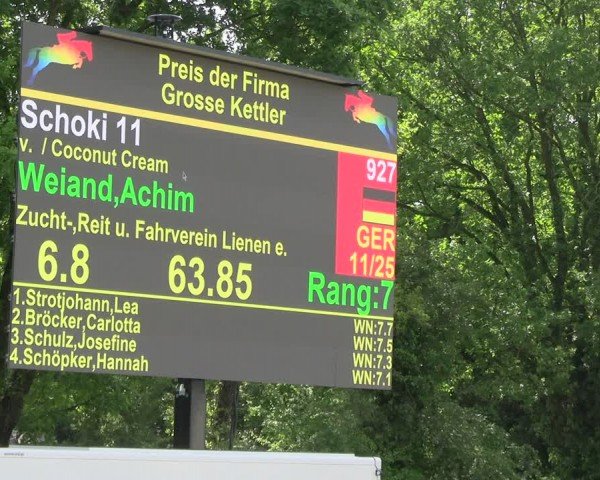 Preis der Firma
Grosse Kettler
Schoki 11
927
v. / Coconut Cream
Weiand,Achim
Zucht-,Reit u. Fahrverein Lienen e.
GER
11/25
6.8 63.85 Rang:7
1.Strotjohann,Lea WN:7.7
2.Bröcker,Carlotta WN:7.5
3.Schulz,Josefine WN:7.3
4.Schöpker,Hannah WN:7.1